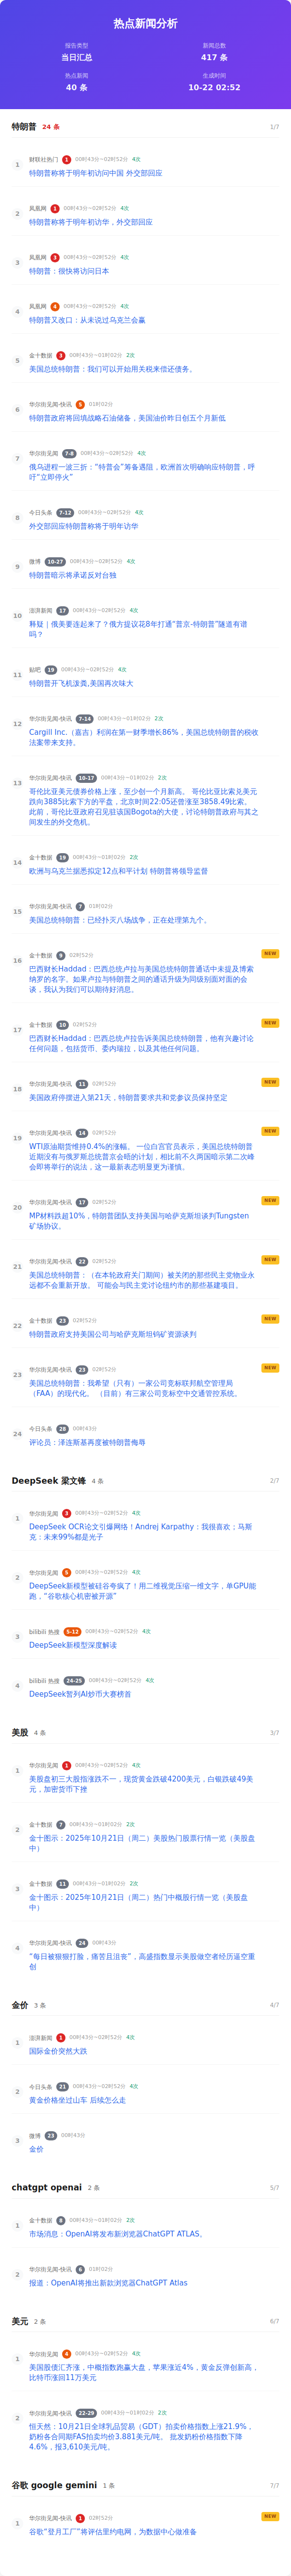 热点新闻分析
报告类型
当日汇总
新闻总数
417 条
热点新闻
40 条
生成时间
10-22 02:52
特朗普 24 条 1/7
1
财联社热门 1 00时43分~02时52分 4次
特朗普称将于明年初访问中国 外交部回应
2
凤凰网 1 00时43分~02时52分 4次
特朗普称将于明年初访华，外交部回应
3
凤凰网 3 00时43分~02时52分 4次
特朗普：很快将访问日本
4
凤凰网 4 00时43分~02时52分 4次
特朗普又改口：从未说过乌克兰会赢
5
金十数据 3 00时43分~01时02分 2次
美国总统特朗普：我们可以开始用关税来偿还债务。
6
华尔街见闻-快讯 5 01时02分
特朗普政府将回填战略石油储备，美国油价昨日创五个月新低
7
华尔街见闻 7-8 00时43分~02时52分 4次
俄乌进程一波三折：“特普会”筹备遇阻，欧洲首次明确响应特朗普，呼
吁“立即停火”
8
今日头条 7-12 00时43分~02时52分 4次
外交部回应特朗普称将于明年访华
9
微博 10-27 00时43分~02时52分 4次
特朗普暗示将承诺反对台独
10
澎湃新闻 17 00时43分~02时52分 4次
释疑｜俄美要连起来了？俄方提议花8年打通“普京-特朗普”隧道有谱
吗？
11
贴吧 19 00时43分~02时52分 4次
特朗普开飞机泼粪,美国再次味大
12
华尔街见闻-快讯 7-14 00时43分~01时02分 2次
Cargill Inc.（嘉吉）利润在第一财季增长86%，美国总统特朗普的税收
法案带来支持。
13
华尔街见闻-快讯 10-17 00时43分~01时02分 2次
哥伦比亚美元债券价格上涨，至少创一个月新高。 哥伦比亚比索兑美元
跌向3885比索下方的平盘，北京时间22:05还曾涨至3858.49比索。
此前，哥伦比亚政府召见驻该国Bogota的大使，讨论特朗普政府与其之
间发生的外交危机。
14
金十数据 19 00时43分~01时02分 2次
欧洲与乌克兰据悉拟定12点和平计划 特朗普将领导监督
15
华尔街见闻-快讯 7 01时02分
美国总统特朗普：已经扑灭八场战争，正在处理第九个。
16
金十数据 9 02时52分 NEW
巴西财长Haddad：巴西总统卢拉与美国总统特朗普通话中未提及博索
纳罗的名字。如果卢拉与特朗普之间的通话升级为同级别面对面的会
谈，我认为我们可以期待好消息。
17
金十数据 10 02时52分 NEW
巴西财长Haddad：巴西总统卢拉告诉美国总统特朗普，他有兴趣讨论
任何问题，包括货币、委内瑞拉，以及其他任何问题。
18
华尔街见闻-快讯 11 02时52分 NEW
美国政府停摆进入第21天，特朗普要求共和党参议员保持坚定
19
华尔街见闻-快讯 14 02时52分 NEW
WTI原油期货维持0.4%的涨幅。 一位白宫官员表示，美国总统特朗普
近期没有与俄罗斯总统普京会晤的计划，相比前不久两国暗示第二次峰
会即将举行的说法，这一最新表态明显更为谨慎。
20
华尔街见闻-快讯 17 02时52分 NEW
MP材料跌超10%，特朗普团队支持美国与哈萨克斯坦谈判Tungsten
矿场协议。
21
华尔街见闻-快讯 22 02时52分 NEW
美国总统特朗普：（在本轮政府关门期间）被关闭的那些民主党物业永
远都不会重新开放。 可能会与民主党讨论纽约市的那些基建项目。
22
金十数据 23 02时52分 NEW
特朗普政府支持美国公司与哈萨克斯坦钨矿资源谈判
23
华尔街见闻-快讯 23 02时52分 NEW
美国总统特朗普：我希望（只有）一家公司竞标联邦航空管理局
（FAA）的现代化。 （目前）有三家公司竞标空中交通管控系统。
24
今日头条 28 00时43分
评论员：泽连斯基再度被特朗普侮辱
DeepSeek 梁文锋 4 条 2/7
1
华尔街见闻 3 00时43分~02时52分 4次
DeepSeek OCR论文引爆网络！Andrej Karpathy：我很喜欢；马斯
克：未来99%都是光子
2
华尔街见闻 5 00时43分~02时52分 4次
DeepSeek新模型被硅谷夸疯了！用二维视觉压缩一维文字，单GPU能
跑，“谷歌核心机密被开源”
3
bilibili 热搜 5-12 00时43分~02时52分 4次
DeepSeek新模型深度解读
4
bilibili 热搜 24-25 00时43分~02时52分 4次
DeepSeek暂列AI炒币大赛榜首
美股 4 条 3/7
1
华尔街见闻 1 00时43分~02时52分 4次
美股盘初三大股指涨跌不一，现货黄金跌破4200美元，白银跌破49美
元，加密货币下挫
2
金十数据 7 00时43分~01时02分 2次
金十图示：2025年10月21日（周二）美股热门股票行情一览（美股盘
中）
3
金十数据 11 00时43分~01时02分 2次
金十图示：2025年10月21日（周二）热门中概股行情一览（美股盘
中）
4
华尔街见闻-快讯 24 00时43分
“每日被狠狠打脸，痛苦且沮丧”，高盛指数显示美股做空者经历逼空重
创
金价 3 条 4/7
1
澎湃新闻 1 00时43分~02时52分 4次
国际金价突然大跌
2
今日头条 21 00时43分~02时52分 4次
黄金价格坐过山车 后续怎么走
3
微博 23 00时43分
金价
chatgpt openai 2 条 5/7
1
金十数据 8 00时43分~01时02分 2次
市场消息：OpenAI将发布新浏览器ChatGPT ATLAS。
2
华尔街见闻-快讯 6 01时02分
报道：OpenAI将推出新款浏览器ChatGPT Atlas
美元 2 条 6/7
1
华尔街见闻 4 00时43分~02时52分 4次
美国股债汇齐涨，中概指数跑赢大盘，苹果涨近4%，黄金反弹创新高，
比特币涨回11万美元
2
华尔街见闻-快讯 22-29 00时43分~01时02分 2次
恒天然：10月21日全球乳品贸易（GDT）拍卖价格指数上涨21.9%，
奶粉各合同期FAS拍卖均价3.881美元/吨。 批发奶粉价格指数下降
4.6%，报3,610美元/吨。
谷歌 google gemini 1 条 7/7
1
华尔街见闻-快讯 1 02时52分 NEW
谷歌“登月工厂”将评估里约电网，为数据中心做准备